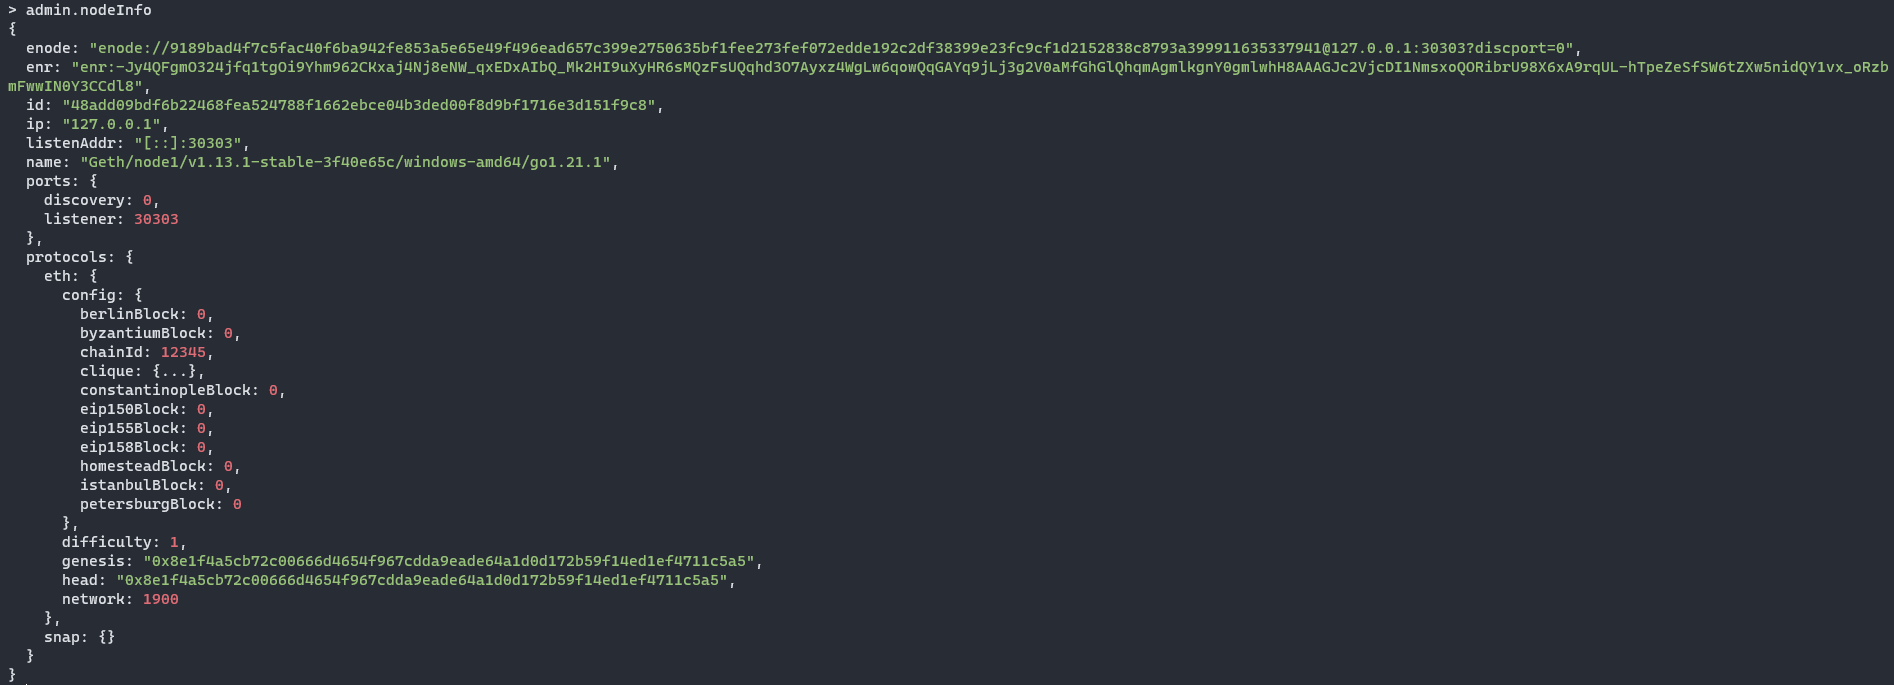 > admin.nodeInfo
{
  enode: "enode://9189bad4f7c5fac40f6ba942fe853a5e65e49f496ead657c399e2750635bf1fee273fef072edde192c2df38399e23fc9cf1d2152838c8793a399911635337941@127.0.0.1:30303?discport=0",
  enr: "enr:-Jy4QFgmO324jfq1tgOi9Yhm962CKxaj4Nj8eNW_qxEDxAIbQ_Mk2HI9uXyHR6sMQzFsUQqhd3O7Ayxz4WgLw6qowQqGAYq9jLj3g2V0aMfGhGlQhqmAgmlkgnY0gmlwhH8AAAGJc2VjcDI1NmsxoQORibrU98X6xA9rqUL-hTpeZeSfSW6tZXw5nidQY1vx_oRzb
mFwwIN0Y3CCdl8",
  id: "48add09bdf6b22468fea524788f1662ebce04b3ded00f8d9bf1716e3d151f9c8",
  ip: "127.0.0.1",
  listenAddr: "[::]:30303",
  name: "Geth/node1/v1.13.1-stable-3f40e65c/windows-amd64/go1.21.1",
  ports: {
    discovery: 0,
    listener: 30303
  },
  protocols: {
    eth: {
      config: {
        berlinBlock: 0,
        byzantiumBlock: 0,
        chainId: 12345,
        clique: {...},
        constantinopleBlock: 0,
        eip150Block: 0,
        eip155Block: 0,
        eip158Block: 0,
        homesteadBlock: 0,
        istanbulBlock: 0,
        petersburgBlock: 0
      },
      difficulty: 1,
      genesis: "0x8e1f4a5cb72c00666d4654f967cdda9eade64a1d0d172b59f14ed1ef4711c5a5",
      head: "0x8e1f4a5cb72c00666d4654f967cdda9eade64a1d0d172b59f14ed1ef4711c5a5",
      network: 1900
    },
    snap: {}
  }
}